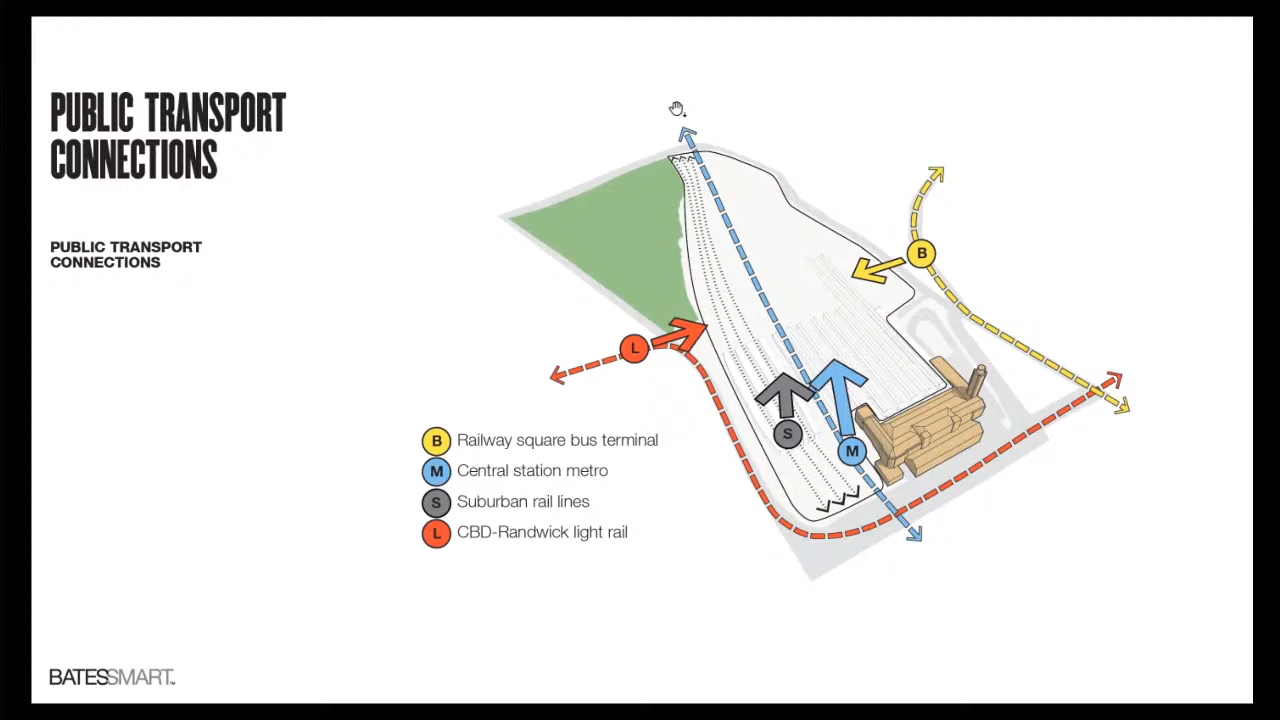 PUBLIC TRANSPORT
CONNECTIONS
PUBLIC TRANSPORT
CONNECTIONS
B
L
S
M
B Railway square bus terminal
M Central station metro
S Suburban rail lines
L CBD-Randwick light rail
BATESSMART™